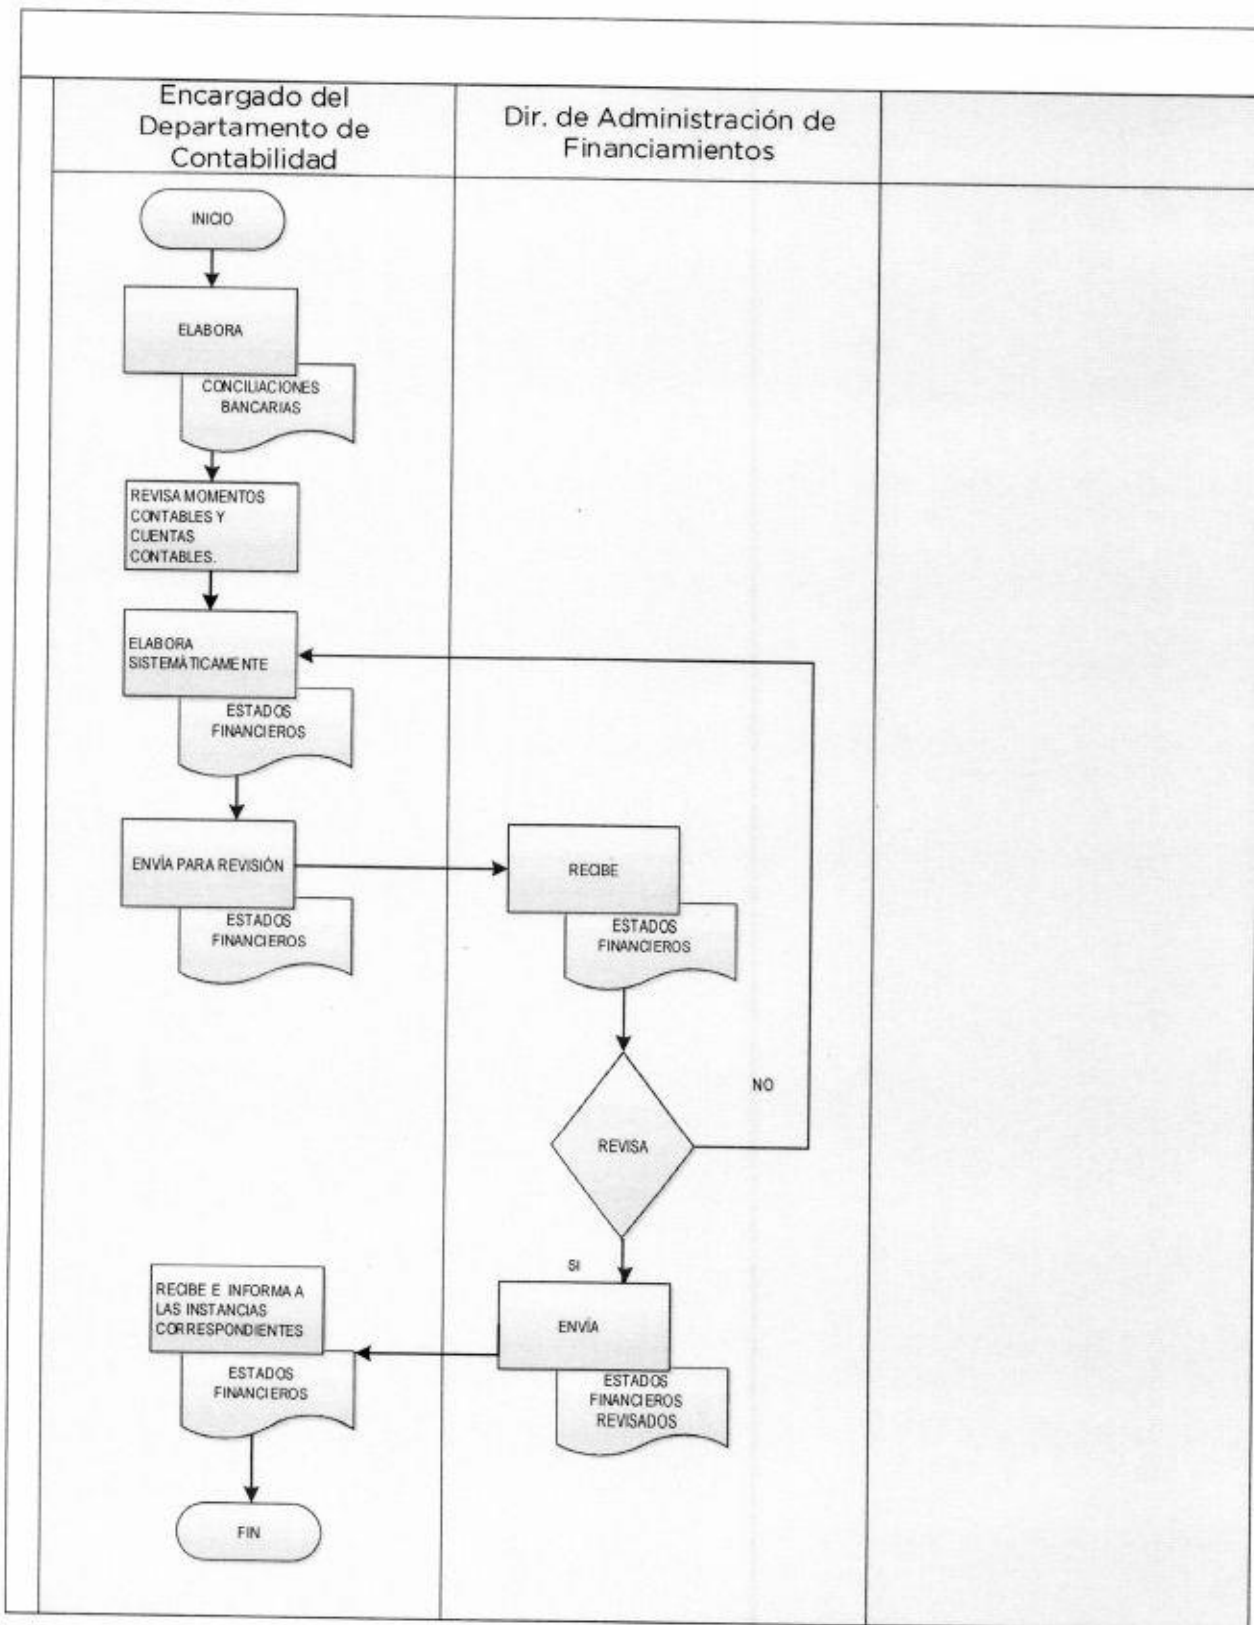 Encargado del
Departamento de
Contabilidad
Dir. de Administración de
Financiamientos
INICIO
ELABORA
CONCILIACIONES
BANCARIAS
REVISA MOMENTOS
CONTABLES Y
CUENTAS
CONTABLES.
ELABORA
SISTEMÀTICAMENTE
ESTADOS
FINANCIEROS
ENVÌA PARA REVISIÓN
ESTADOS
FINANCIEROS
RECIBE
ESTADOS
FINANCIEROS
REVISA
NO
SI
ENVÍA
ESTADOS
FINANCIEROS
REVISADOS
RECIBE E INFORMA A
LAS INSTANCIAS
CORRESPONDIENTES
ESTADOS
FINANCIEROS
FIN